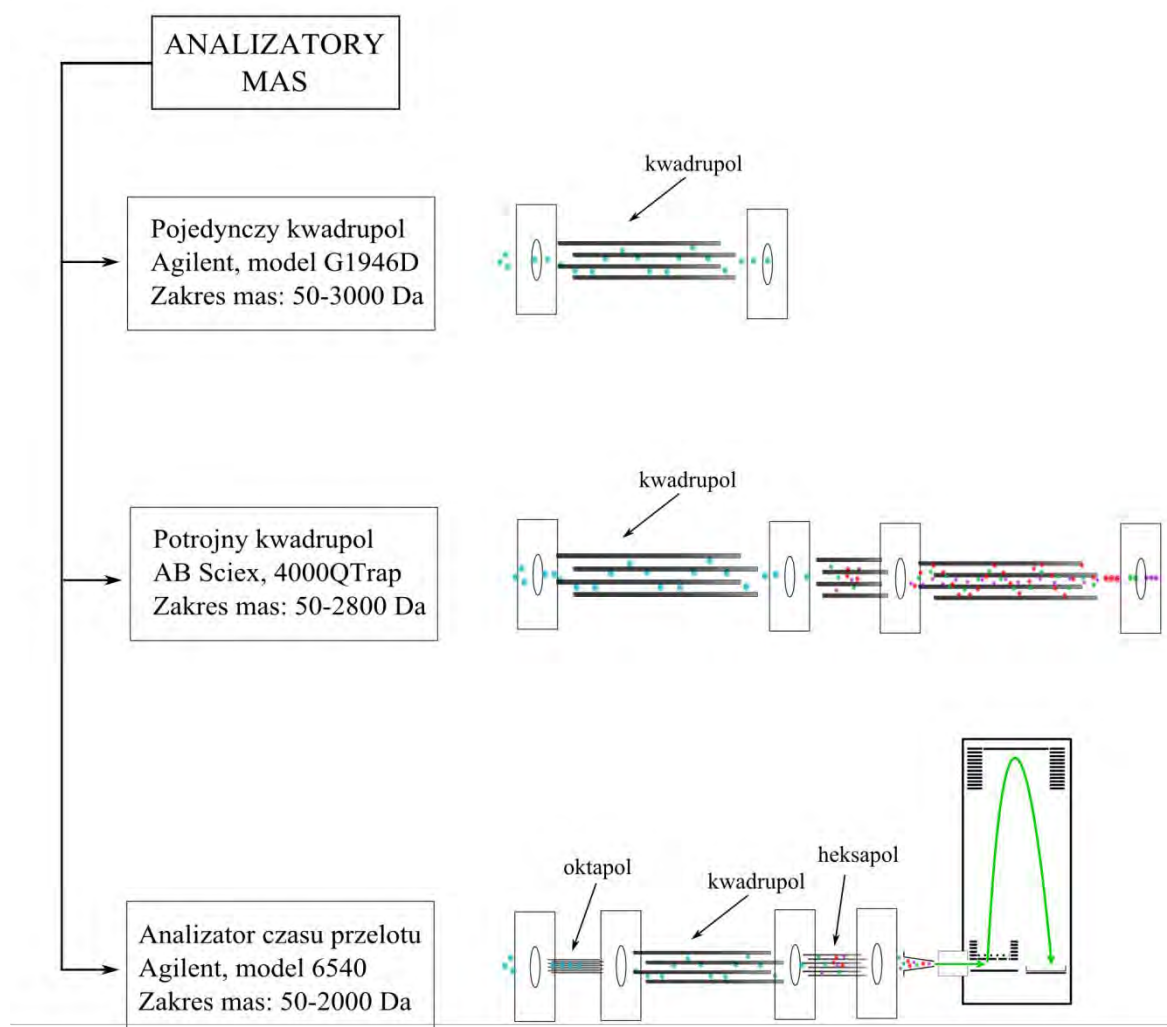 ANALIZATORY
MAS
kwadrupol
Pojedynczy kwadrupol
Agilent, model G1946D
Zakres mas: 50-3000 Da
kwadrupol
Potrojny kwadrupol
AB Sciex, 4000QTrap
Zakres mas: 50-2800 Da
oktapol
kwadrupol
heksapol
Analizator czasu przelotu
Agilent, model 6540
Zakres mas: 50-2000 Da